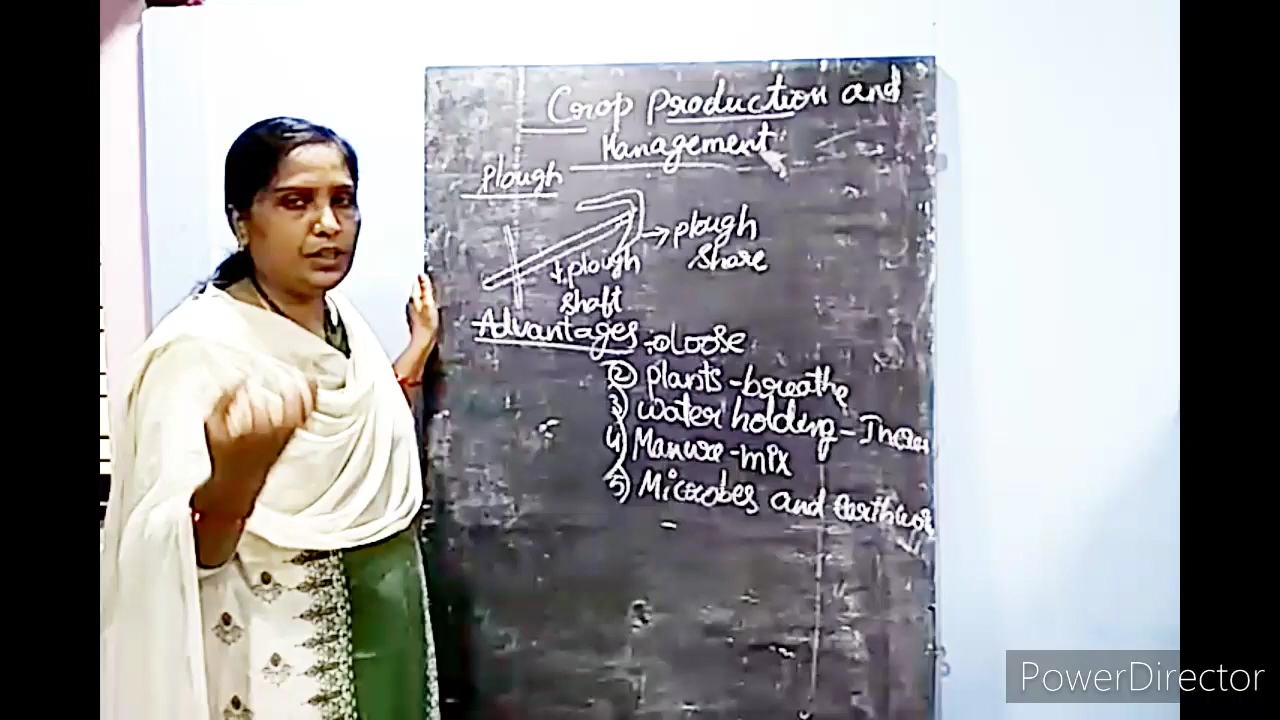 Crop Production and
Management
Plough
→ plough
share
↓ plough
shaft
Advantages :① loose
② plants - breathe
3) water holding -
4) Manure - mix
5) Microbes and
PowerDirector